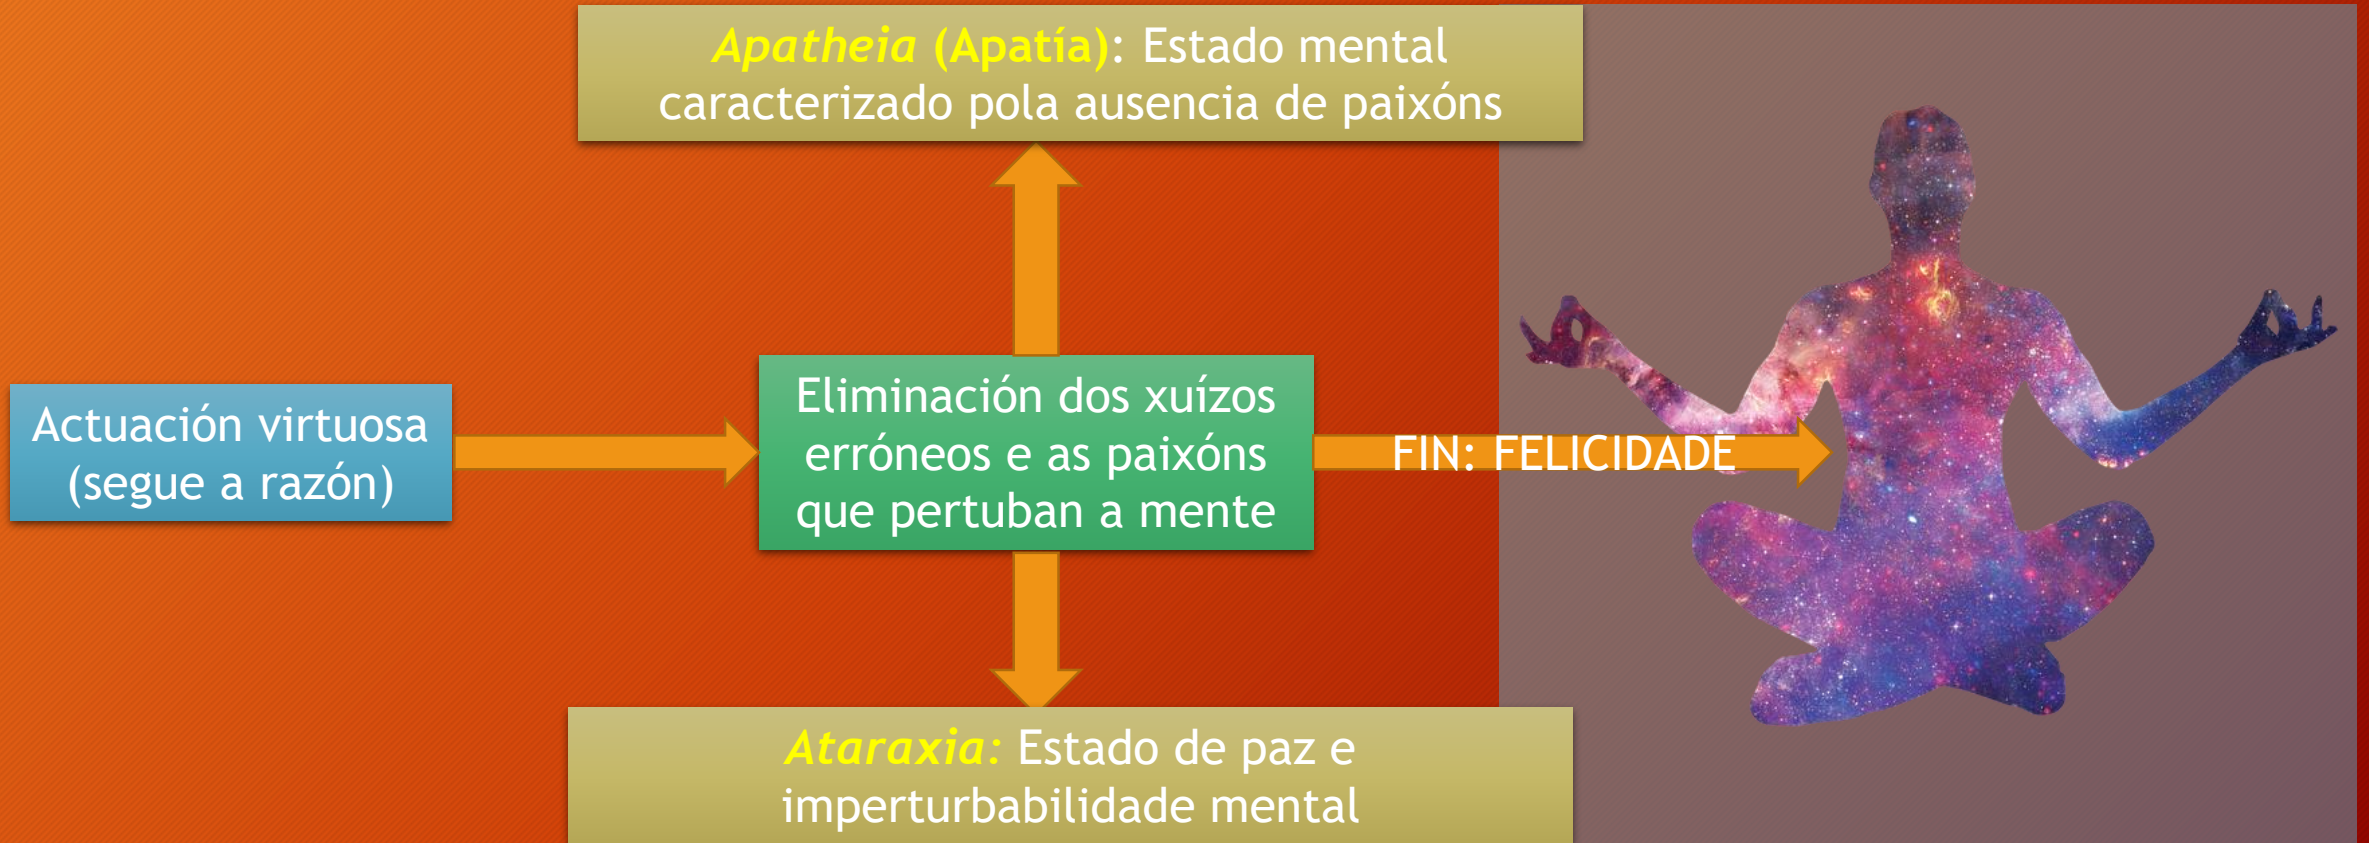 Apatheia (Apatía): Estado mental
caracterizado pola ausencia de paixóns
Actuación virtuosa
(segue a razón)
Eliminación dos xuízos
erróneos e as paixóns
que pertuban a mente
FIN: FELICIDADE
Ataraxia: Estado de paz e
imperturbabilidade mental